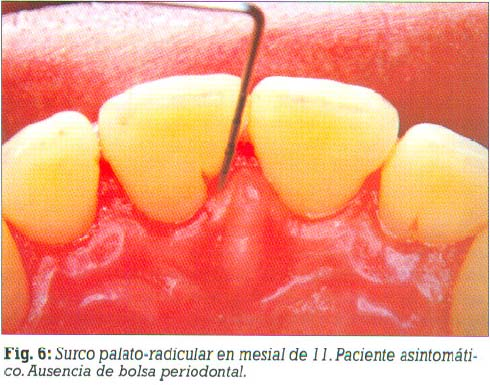 Fig. 6: Surco palato-radicular en mesial de 11. Paciente asintomáti-
co. Ausencia de bolsa periodontal.